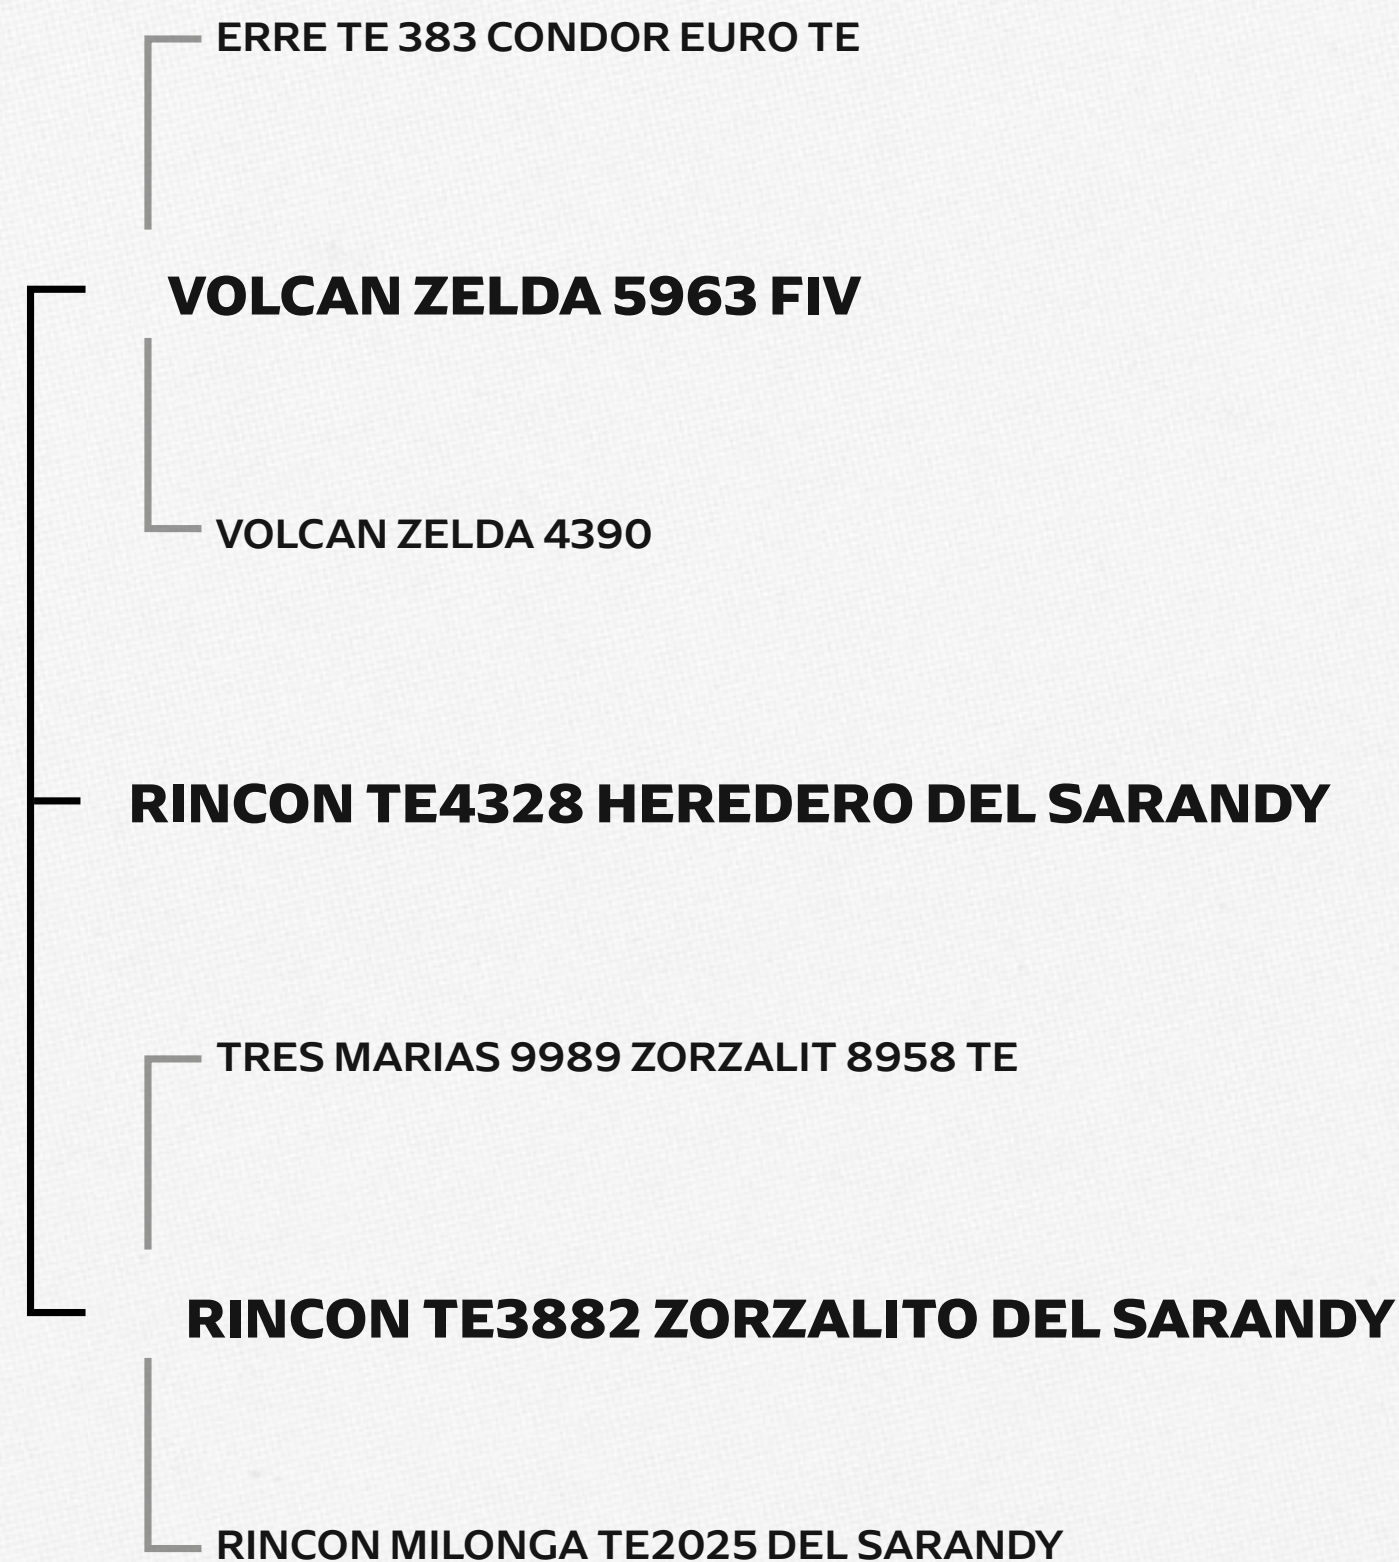 ERRE TE 383 CONDOR EURO TE
VOLCAN ZELDA 5963 FIV
VOLCAN ZELDA 4390
RINCON TE4328 HEREDERO DEL SARANDY
TRES MARIAS 9989 ZORZALIT 8958 TE
RINCON TE3882 ZORZALITO DEL SARANDY
RINCON MILONGA TE2025 DEL SARANDY